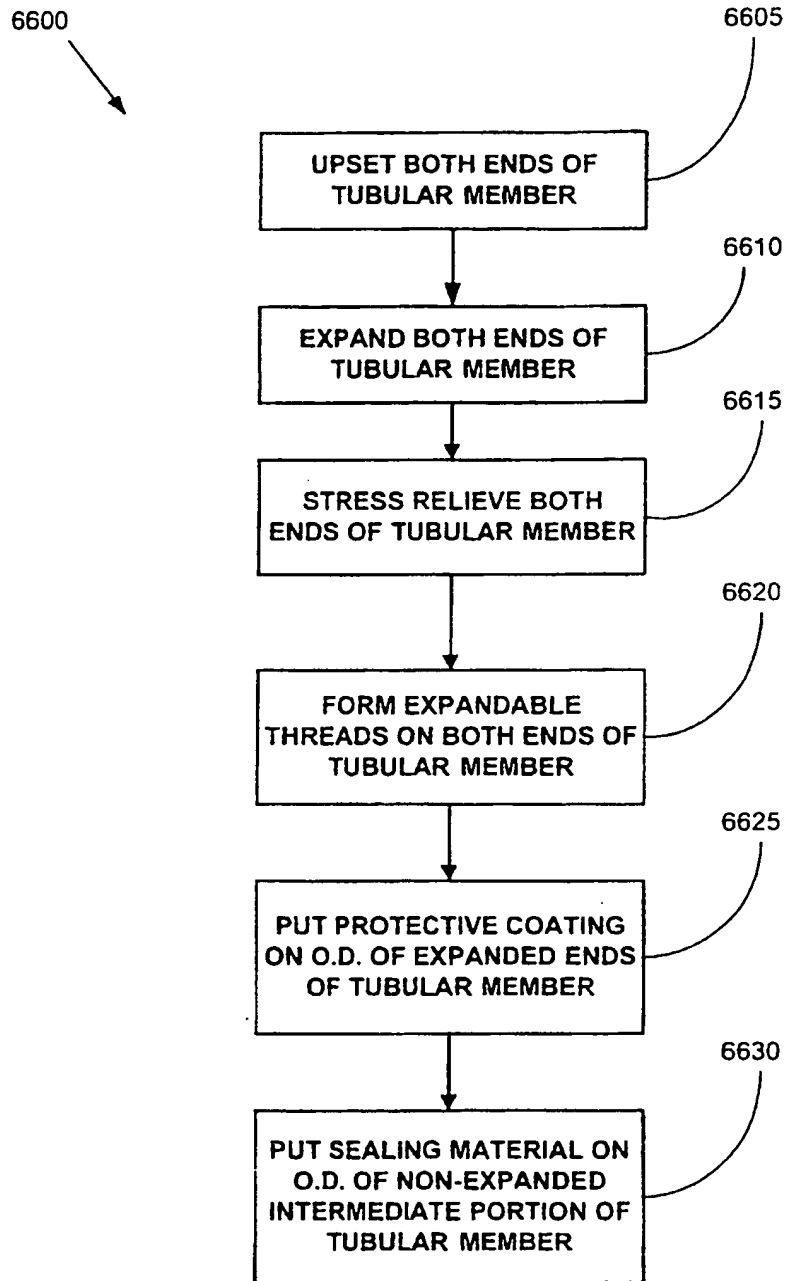 6600
6605
UPSET BOTH ENDS OF
TUBULAR MEMBER
6610
EXPAND BOTH ENDS OF
TUBULAR MEMBER
6615
STRESS RELIEVE BOTH
ENDS OF TUBULAR MEMBER
6620
FORM EXPANDABLE
THREADS ON BOTH ENDS OF
TUBULAR MEMBER
6625
PUT PROTECTIVE COATING
ON O.D. OF EXPANDED ENDS
OF TUBULAR MEMBER
6630
PUT SEALING MATERIAL ON
O.D. OF NON-EXPANDED
INTERMEDIATE PORTION OF
TUBULAR MEMBER